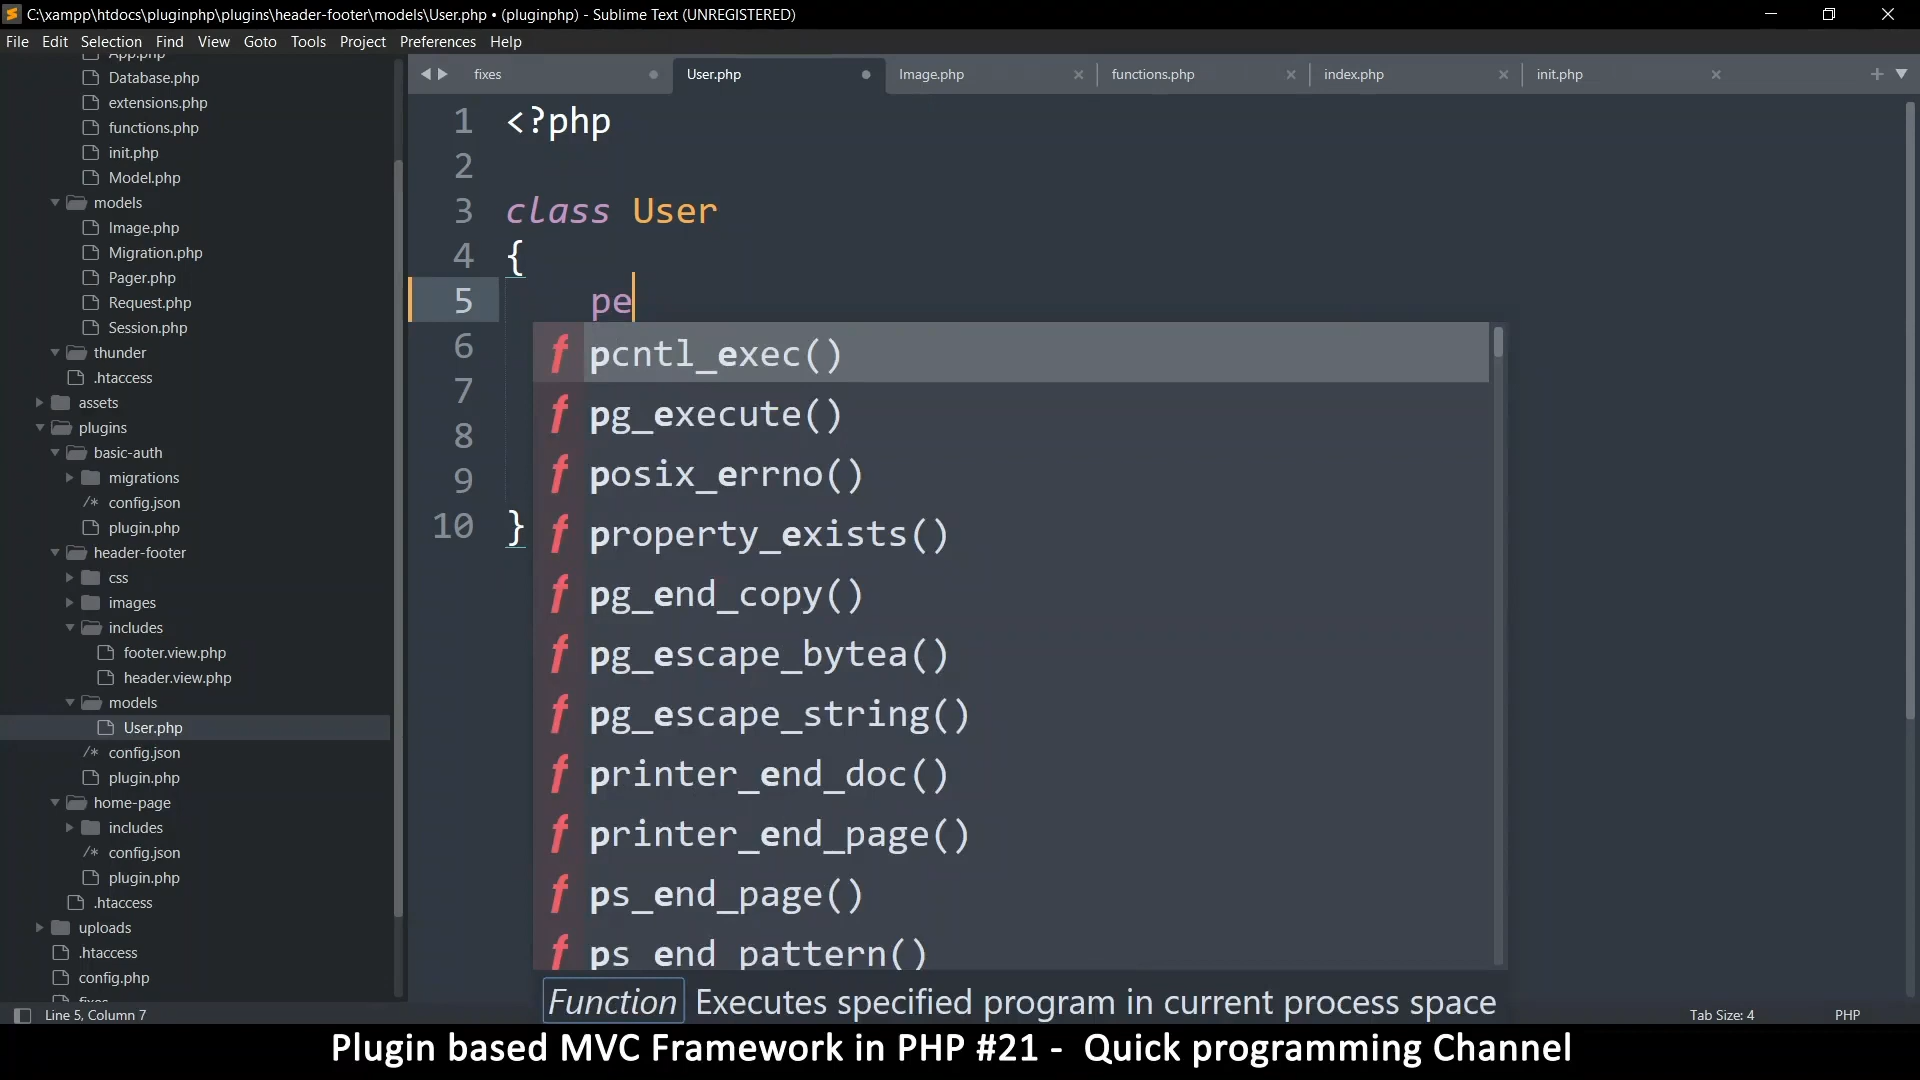 C:\xampp\htdocs\pluginphp\plugins\header-footer\models\User.php • (pluginphp) - Sublime Text (UNREGISTERED)
File Edit Selection Find View Goto Tools Project Preferences Help
App.php
Database.php
extensions.php
functions.php
init.php
Model.php
models
Image.php
Migration.php
Pager.php
Request.php
Session.php
thunder
.htaccess
assets
plugins
basic-auth
migrations
/* config.json
plugin.php
header-footer
css
images
includes
footer.view.php
header.view.php
models
User.php
/* config.json
plugin.php
home-page
includes
/* config.json
plugin.php
.htaccess
uploads
.htaccess
config.php
fixes
fixes User.php Image.php functions.php index.php init.php
1 <?php
2
3 class User
4 {
5 pe
6
7
8
9
10 }
f pcntl_exec()
f pg_execute()
f posix_errno()
f property_exists()
f pg_end_copy()
f pg_escape_bytea()
f pg_escape_string()
f printer_end_doc()
f printer_end_page()
f ps_end_page()
f ps_end_pattern()
Function Executes specified program in current process space
Line 5, Column 7 Tab Size: 4 PHP
Plugin based MVC Framework in PHP #21 - Quick programming Channel